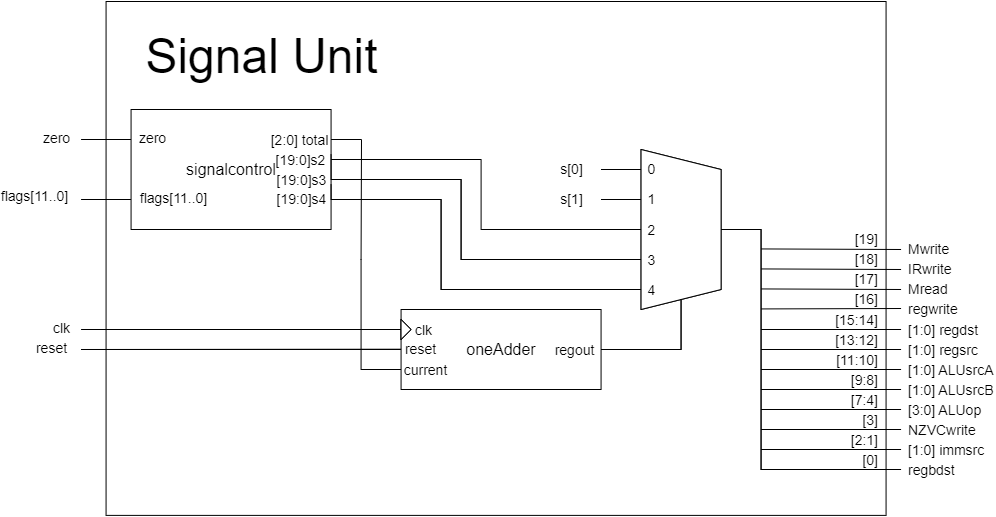 Signal Unit
zero
zero
[2:0] total
[19:0]s2
signalcontrol
[19:0]s3
flags[11..0]
flags[11..0]
[19:0]s4
s[0]
0
s[1]
1
2
3
4
clk
clk
reset
reset
oneAdder
regout
current
[19]
Mwrite
[18]
IRwrite
[17]
Mread
[16]
regwrite
[15:14]
[1:0] regdst
[13:12]
[1:0] regsrc
[11:10]
[1:0] ALUsrcA
[9:8]
[1:0] ALUsrcB
[7:4]
[3:0] ALUop
[3]
NZVCwrite
[2:1]
[1:0] immsrc
[0]
regbdst